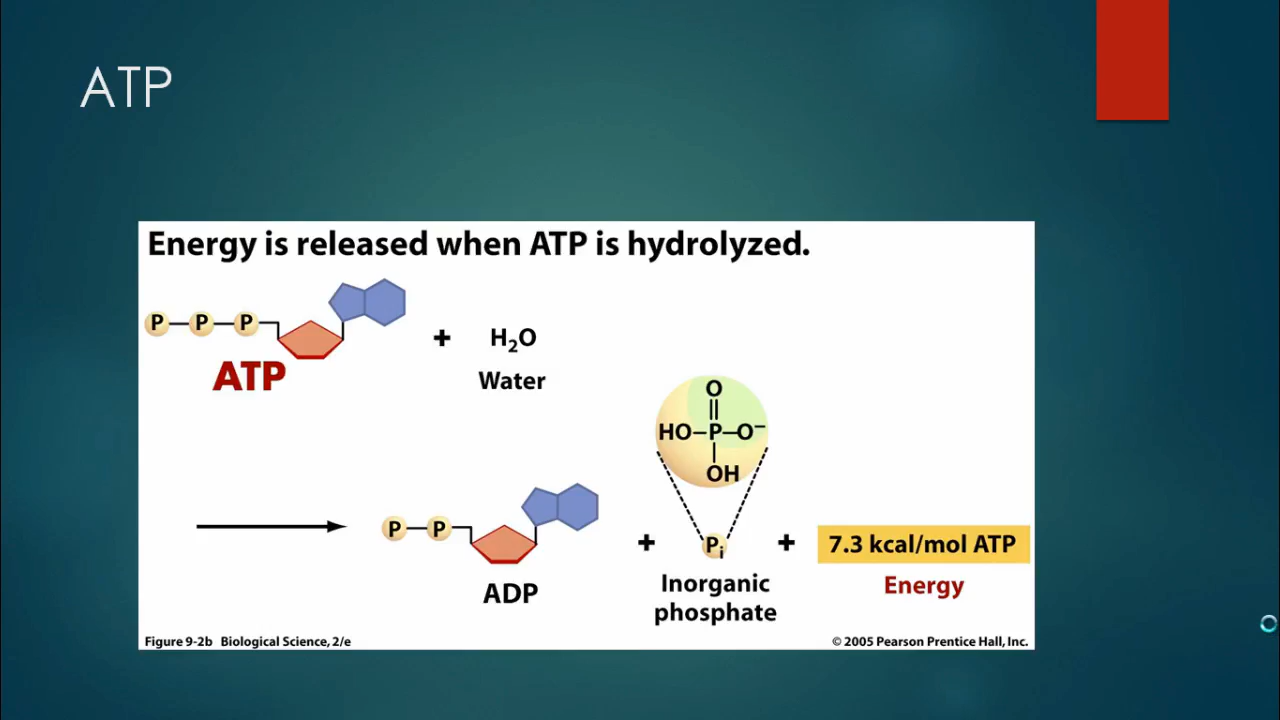 ATP
Energy is released when ATP is hydrolyzed.
P P P
ATP
+
H₂O
Water
O
HO–P–O⁻
OH
P P
ADP
+
Pᵢ
Inorganic
phosphate
+
7.3 kcal/mol ATP
Energy
Figure 9-2b Biological Science, 2/e
© 2005 Pearson Prentice Hall, Inc.